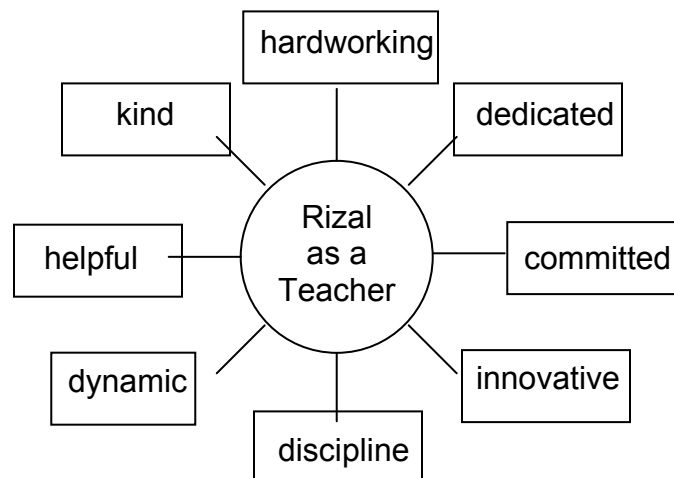 hardworking
kind
dedicated
Rizal
as a
Teacher
helpful
committed
dynamic
innovative
discipline